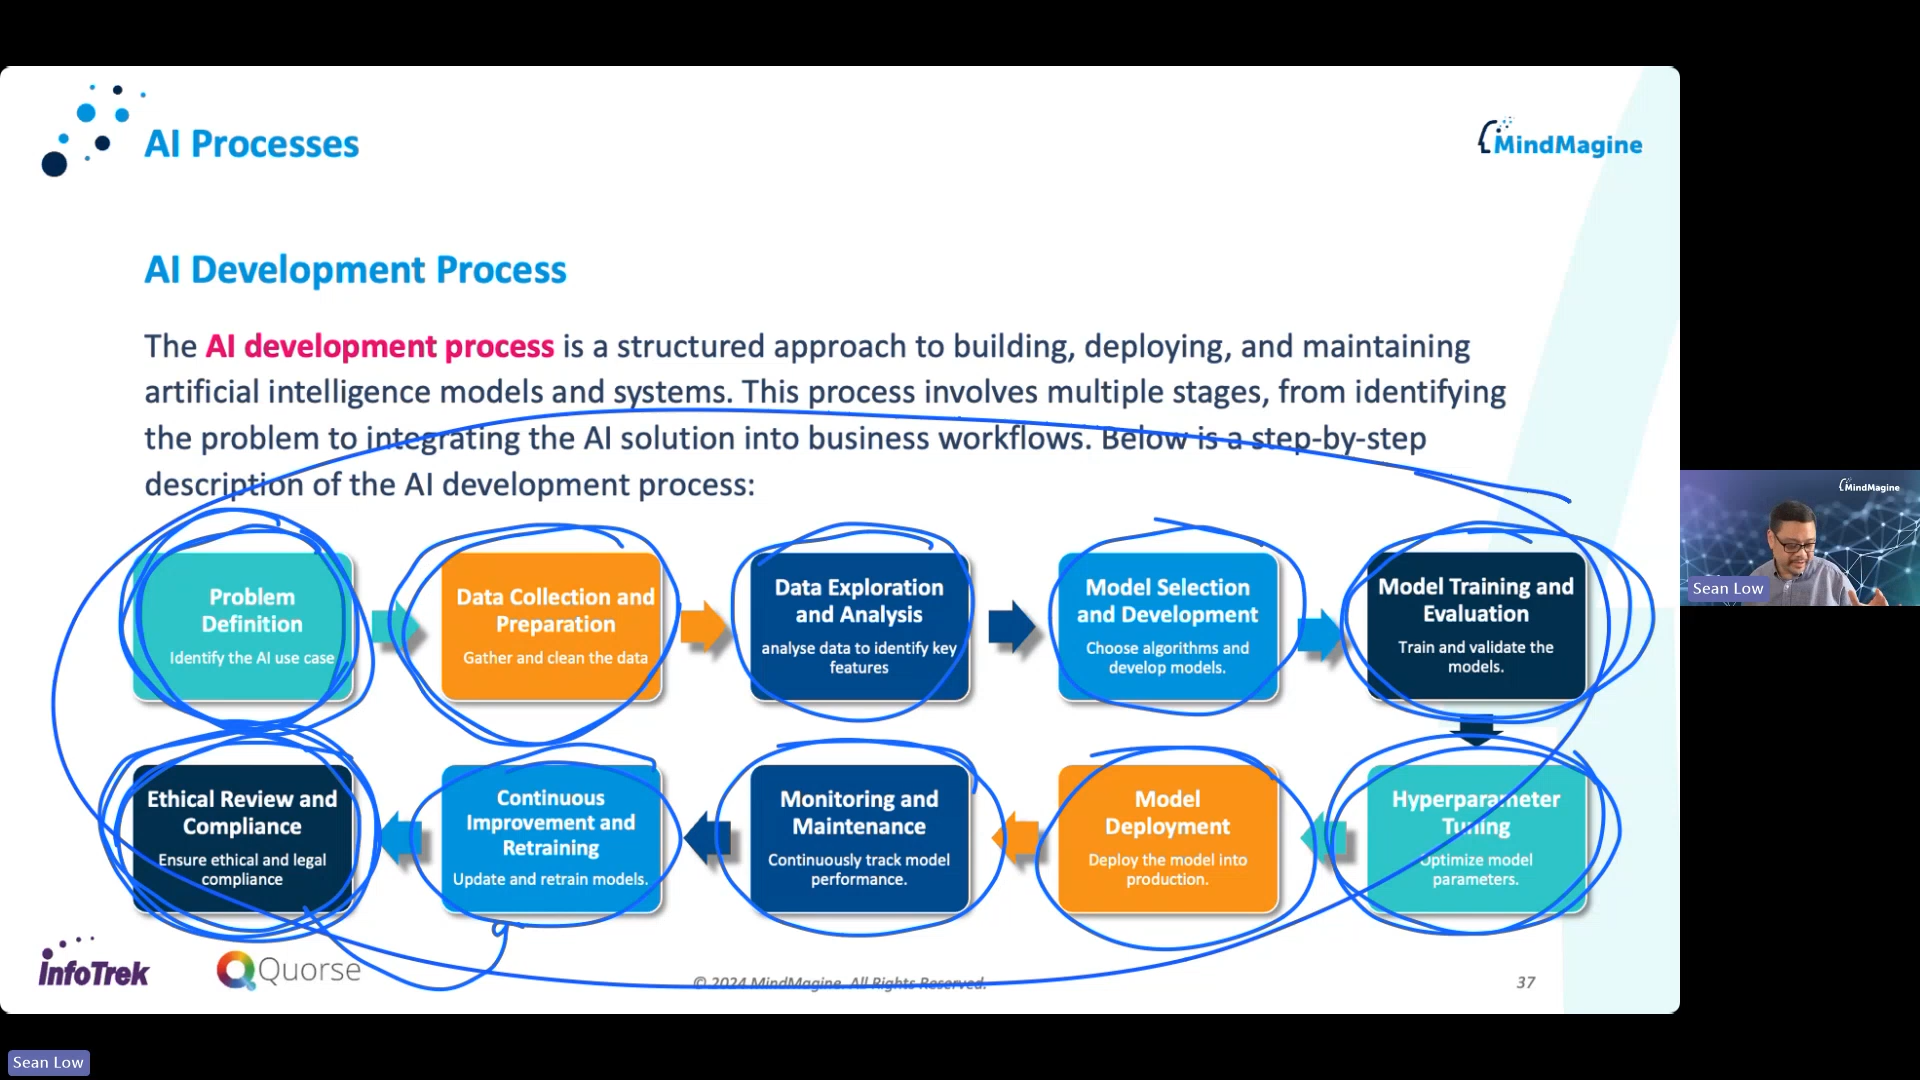 AI Processes
MindMagine
AI Development Process
The AI development process is a structured approach to building, deploying, and maintaining
artificial intelligence models and systems. This process involves multiple stages, from identifying
the problem to integrating the AI solution into business workflows. Below is a step-by-step
description of the AI development process:
Problem
Definition
Identify the AI use case
Data Collection and
Preparation
Gather and clean the data
Data Exploration
and Analysis
analyse data to identify key
features
Model Selection
and Development
Choose algorithms and
develop models.
Model Training and
Evaluation
Train and validate the
models.
Ethical Review and
Compliance
Ensure ethical and legal
compliance
Continuous
Improvement and
Retraining
Update and retrain models.
Monitoring and
Maintenance
Continuously track model
performance.
Model
Deployment
Deploy the model into
production.
Hyperparameter
Tuning
Optimize model
parameters.
infoTrek
Quorse
© 2024 MindMagine. All Rights Reserved.
37
MindMagine
Sean Low
Sean Low